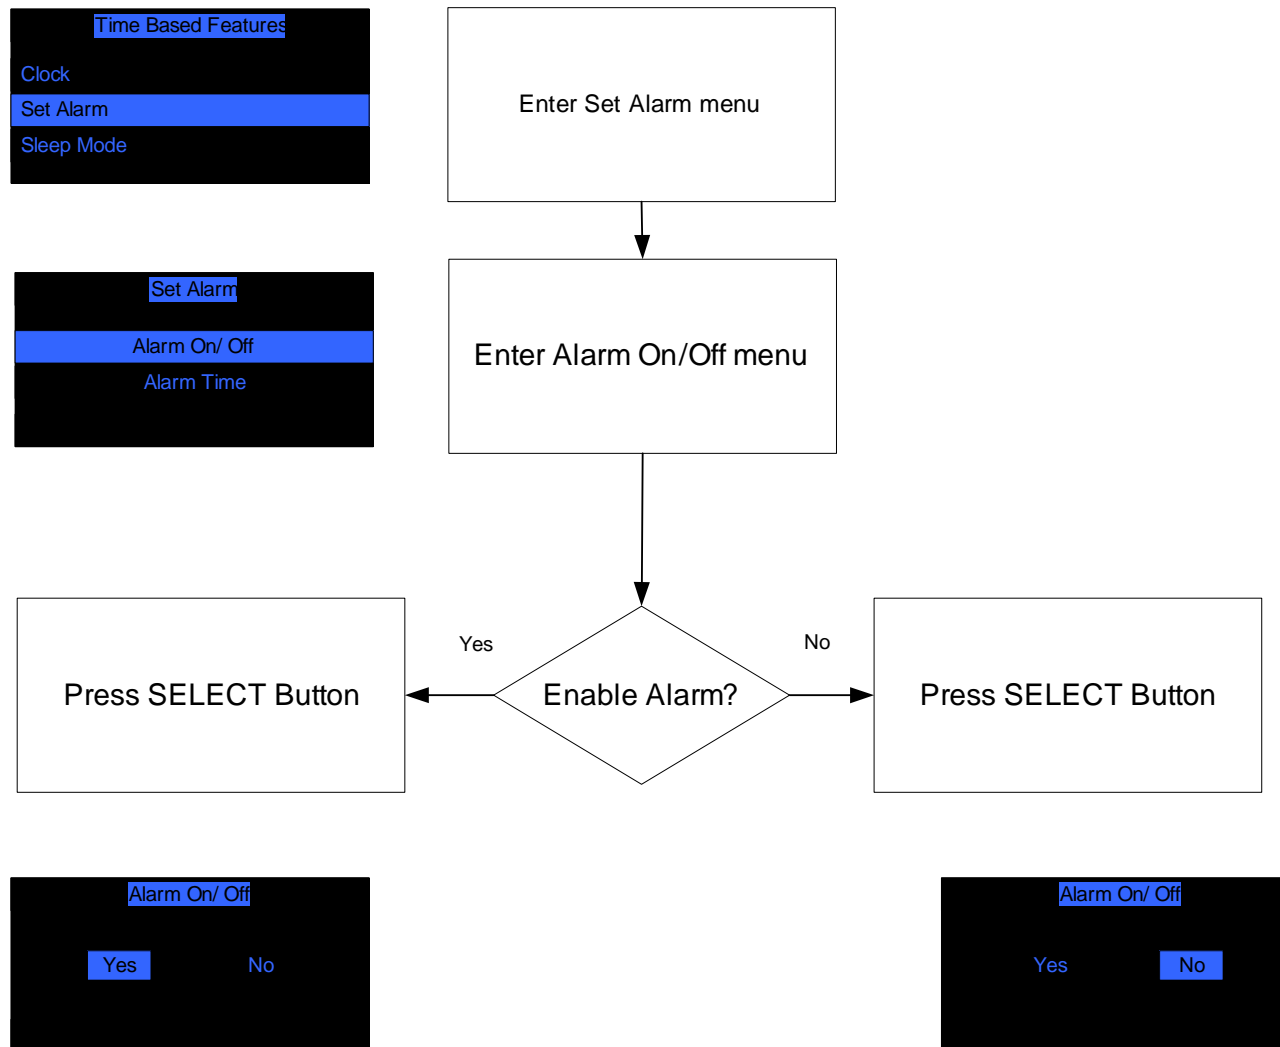 Time Based Features
Clock
Set Alarm
Sleep Mode
Enter Set Alarm menu
Set Alarm
Alarm On/ Off
Alarm Time
Enter Alarm On/Off menu
Yes
No
Press SELECT Button
Enable Alarm?
Press SELECT Button
Alarm On/ Off
Yes No
Alarm On/ Off
Yes No